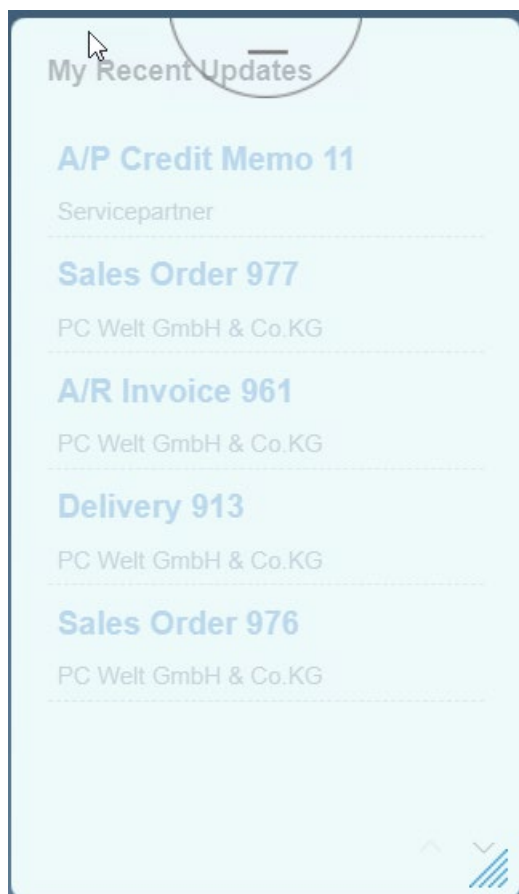 My Recent Updates
A/P Credit Memo 11
Servicepartner
Sales Order 977
PC Welt GmbH & Co.KG
A/R Invoice 961
PC Welt GmbH & Co.KG
Delivery 913
PC Welt GmbH & Co.KG
Sales Order 976
PC Welt GmbH & Co.KG